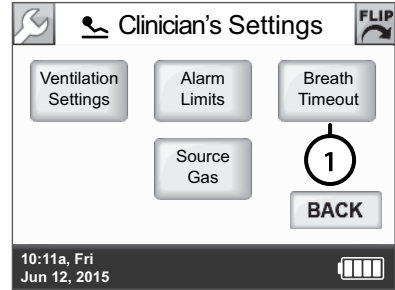 Clinician's Settings
FLIP
Ventilation
Settings
Alarm
Limits
Breath
Timeout
Source
Gas
1
BACK
10:11a, Fri
Jun 12, 2015